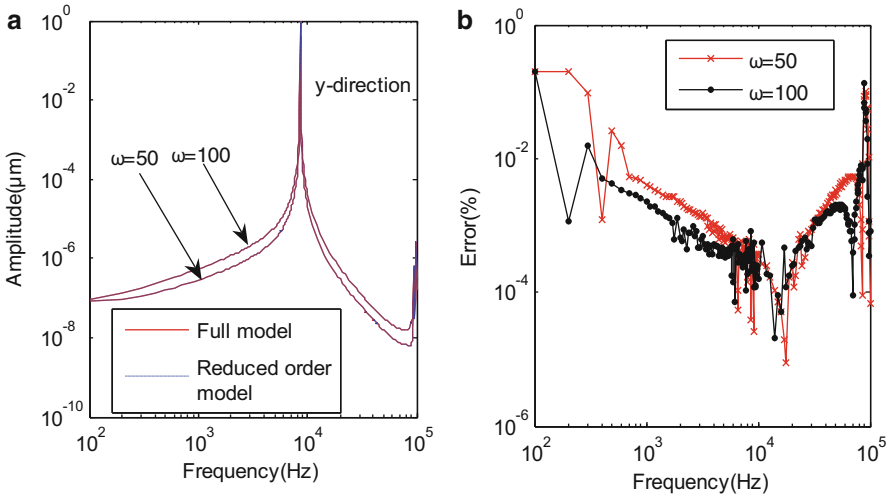 a
10^0
10^-2
10^-4
10^-6
10^-8
10^-10
Amplitude(μm)
y-direction
ω=50
ω=100
Full model
Reduced order
model
10^2
10^3
10^4
10^5
Frequency(Hz)
b
10^0
10^-2
10^-4
10^-6
Error(%)
ω=50
ω=100
10^2
10^3
10^4
10^5
Frequency(Hz)